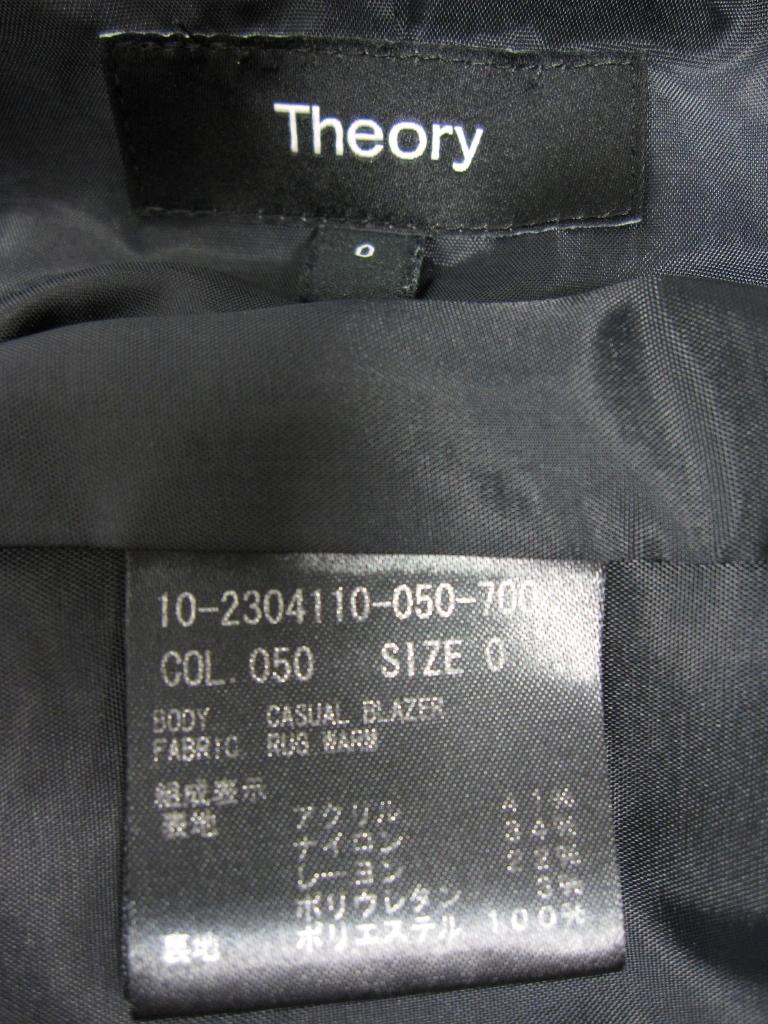 Theory
0
10-2304110-050-700
COL. 050 SIZE 0
BODY CASUAL BLAZER
FABRIC RUG WARM
組成表示
表地 アクリル 41%
ナイロン 34%
レーヨン 22%
ポリウレタン 3%
裏地 ポリエステル 100%